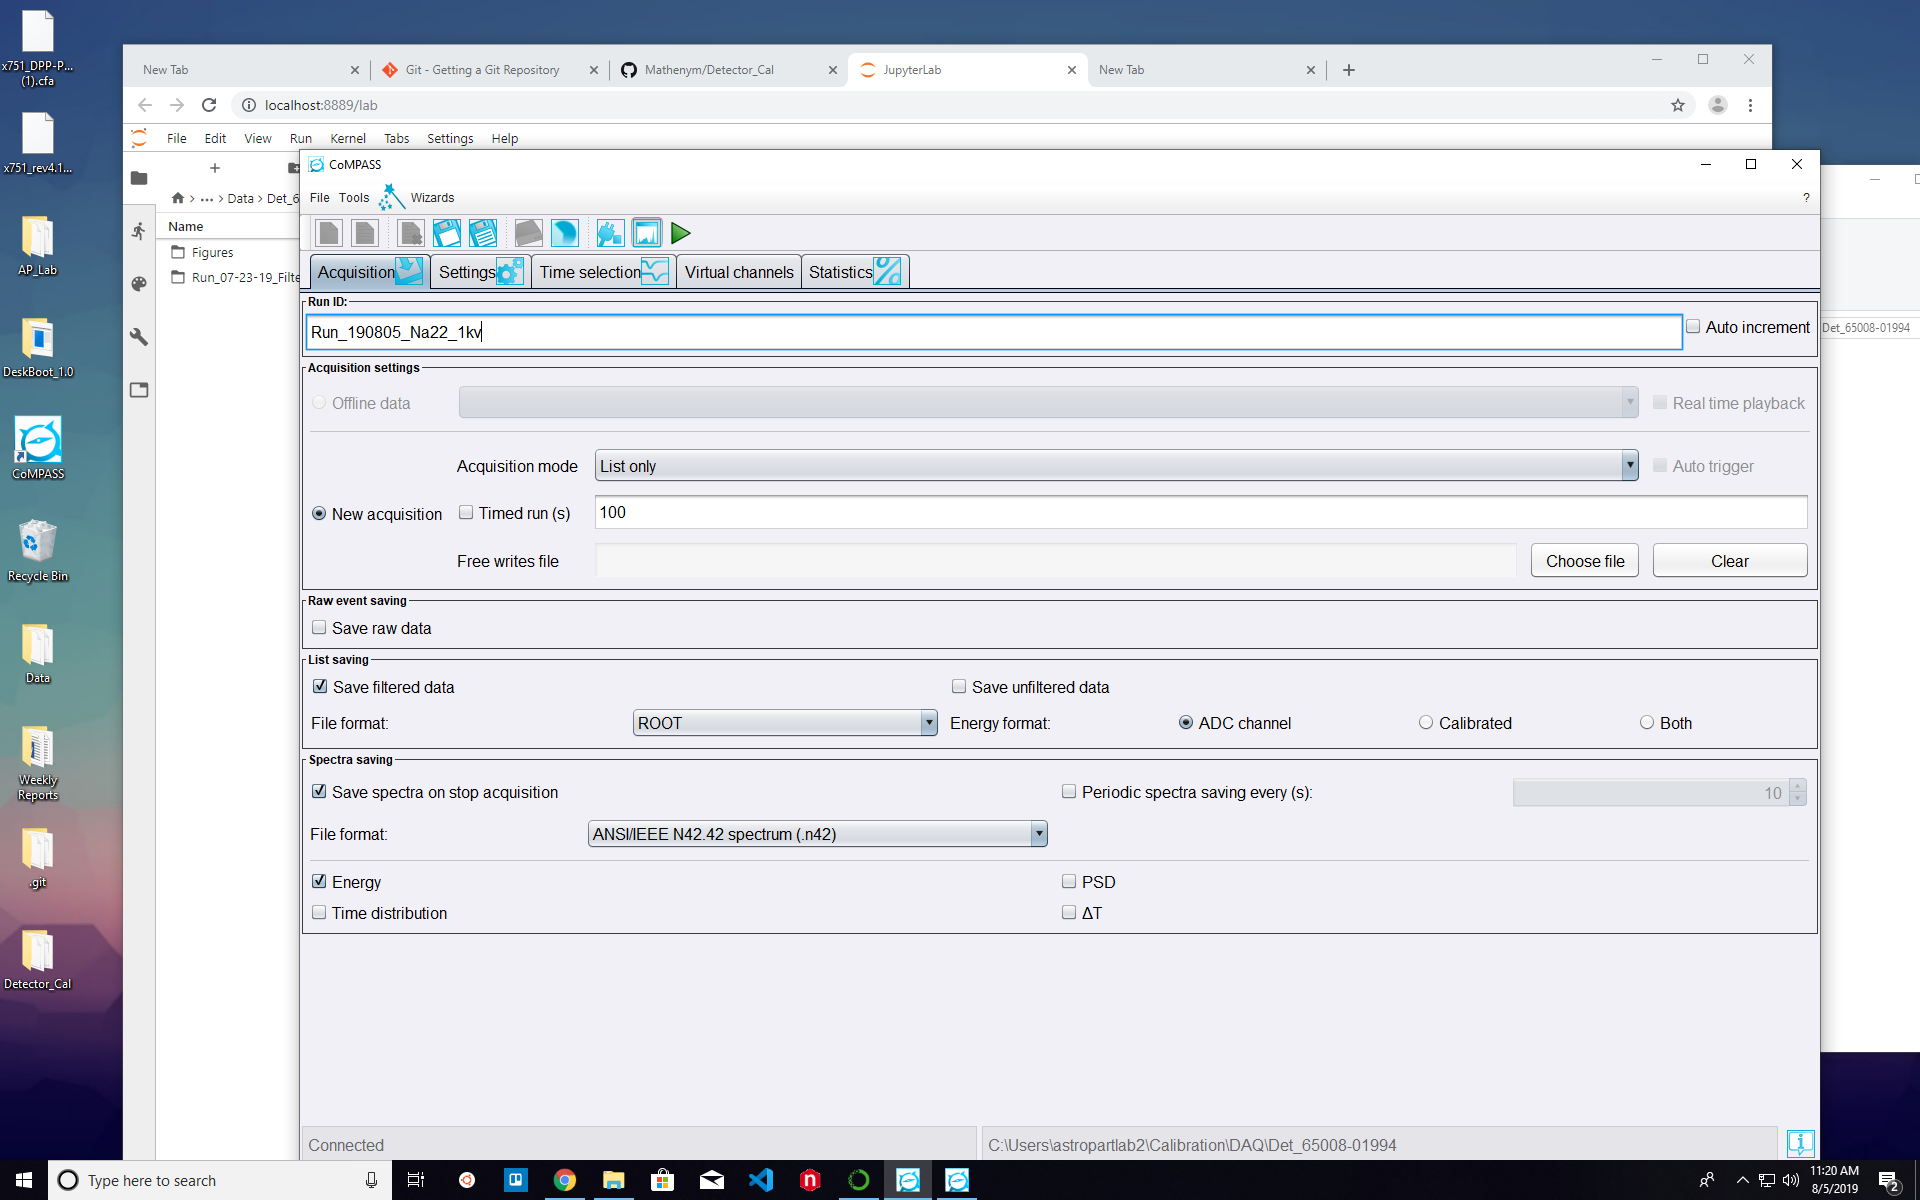 x751_DPP-P...
(1).cfa
x751_rev4.1...
AP_Lab
DeskBoot_1.0
CoMPASS
Recycle Bin
Data
Weekly
Reports
.git
Detector_Cal
New Tab
Git - Getting a Git Repository
Mathenym/Detector_Cal
JupyterLab
New Tab
localhost:8889/lab
File Edit View Run Kernel Tabs Settings Help
... Data Det_6
Name
Figures
Run_07-23-19_Filte
CoMPASS
File Tools Wizards ?
Acquisition Settings Time selection Virtual channels Statistics
Run ID:
Run_190805_Na22_1kv
Auto increment
Acquisition settings
Offline data Real time playback
Acquisition mode List only Auto trigger
New acquisition Timed run (s) 100
Free writes file Choose file Clear
Raw event saving
Save raw data
List saving
Save filtered data Save unfiltered data
File format: ROOT Energy format: ADC channel Calibrated Both
Spectra saving
Save spectra on stop acquisition Periodic spectra saving every (s): 10
File format: ANSI/IEEE N42.42 spectrum (.n42)
Energy PSD
Time distribution ΔT
Connected C:\Users\astropartlab2\Calibration\DAQ\Det_65008-01994
Det_65008-01994
Type here to search
11:20 AM
8/5/2019
2